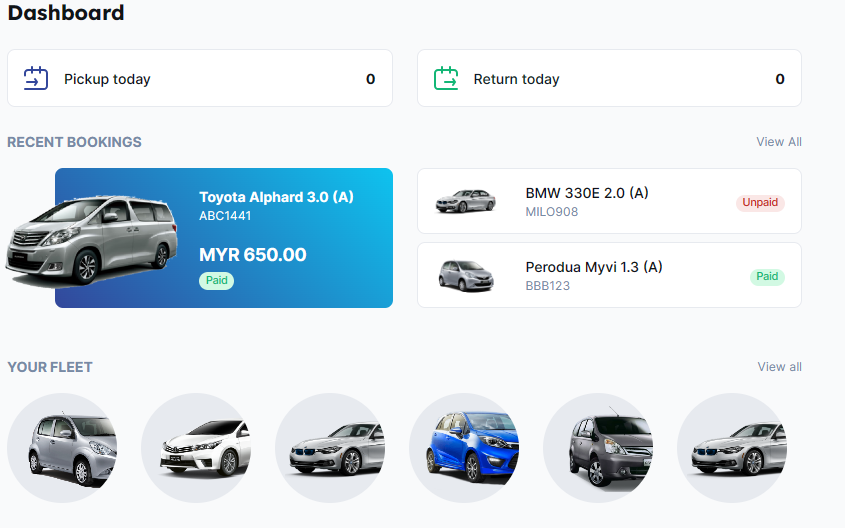 Dashboard
Pickup today 0
Return today 0
RECENT BOOKINGS View All
Toyota Alphard 3.0 (A)
ABC1441
MYR 650.00
Paid
BMW 330E 2.0 (A)
MILO908
Unpaid
Perodua Myvi 1.3 (A)
BBB123
Paid
YOUR FLEET View all